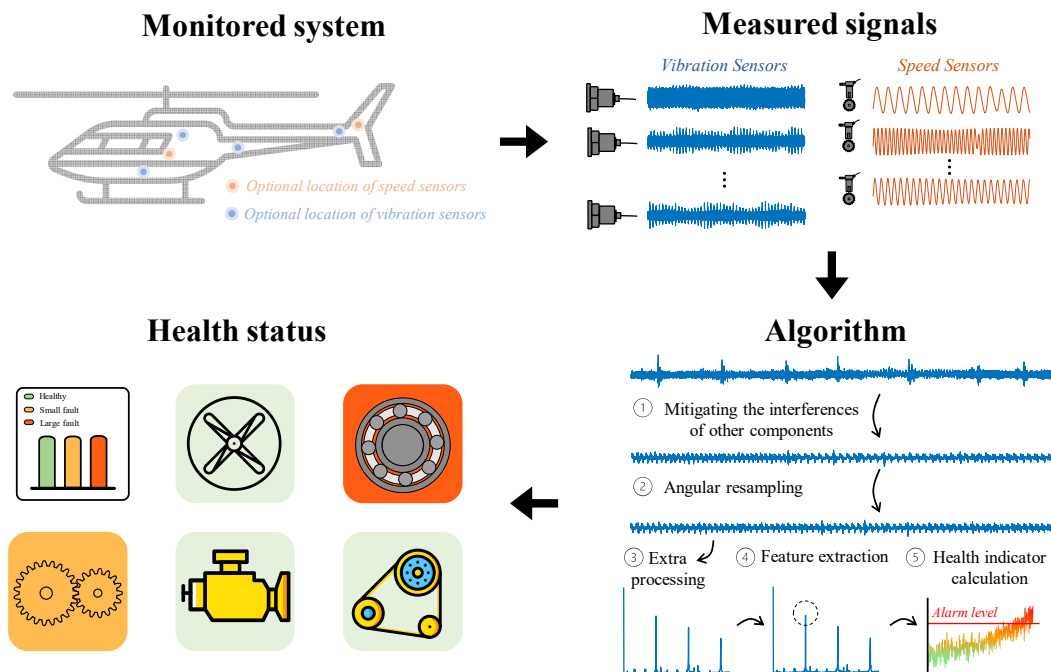 Monitored system
Optional location of speed sensors
Optional location of vibration sensors
Measured signals
Vibration Sensors
Speed Sensors
Algorithm
1 Mitigating the interferences
of other components
2 Angular resampling
3 Extra
processing
4 Feature extraction
5 Health indicator
calculation
Alarm level
Health status
Healthy
Small fault
Large fault